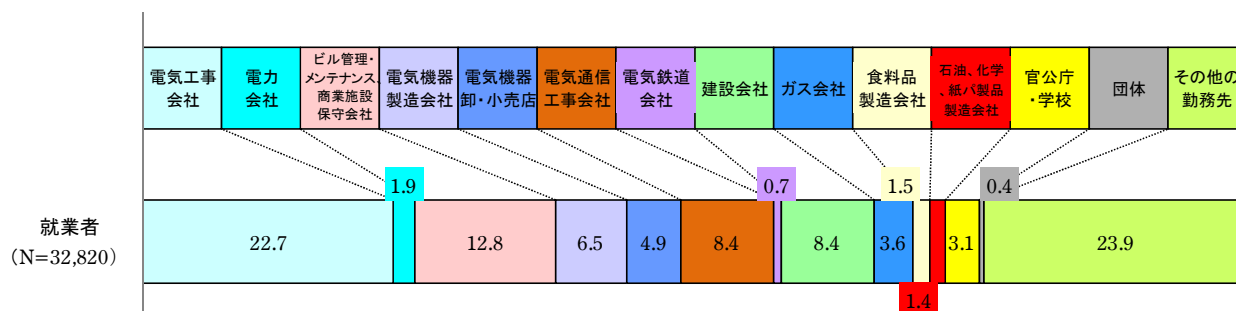 電気工事
会社
電力
会社
ビル管理・
メンテナンス、
商業施設
保守会社
電気機器
製造会社
電気機器
卸・小売店
電気通信
工事会社
電気鉄道
会社
建設会社
ガス会社
食料品
製造会社
石油、化学
、紙パ製品
製造会社
官公庁
・学校
団体
その他の
勤務先
1.9
0.7
1.5
0.4
就業者
(N=32,820)
22.7
12.8
6.5
4.9
8.4
8.4
3.6
3.1
23.9
1.4